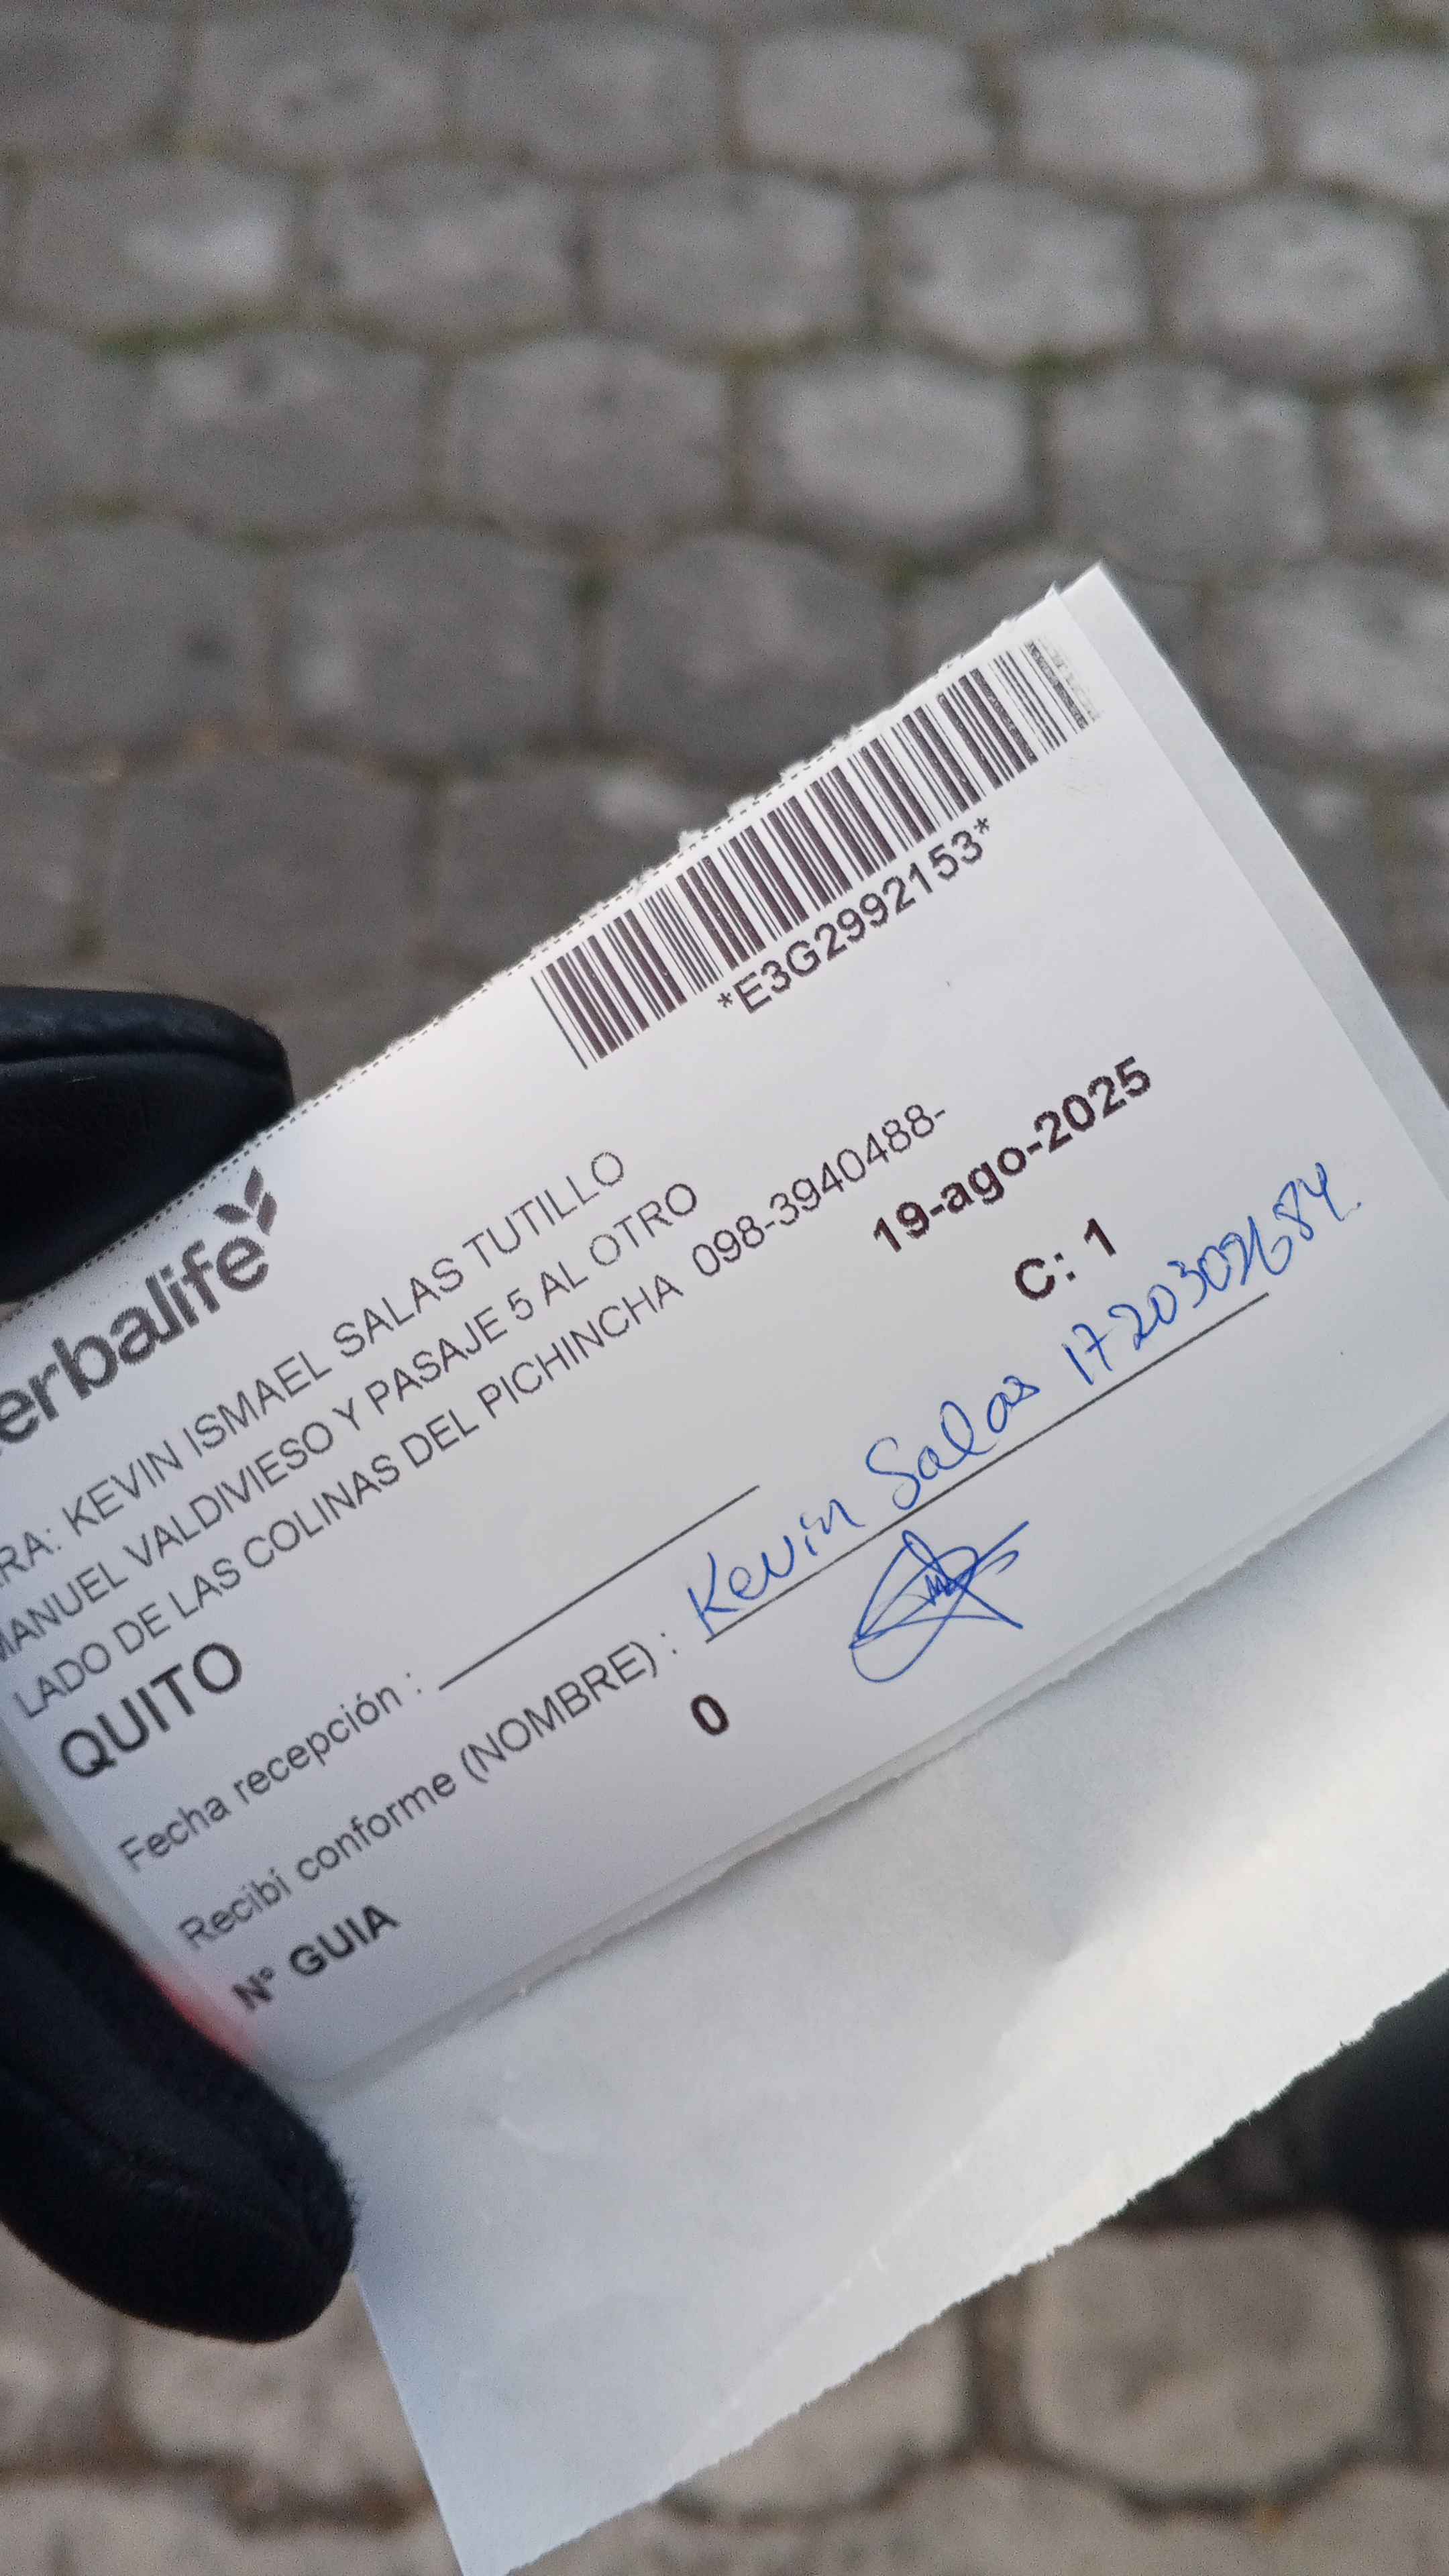 *E3G2992153*
erbalife
RA: KEVIN ISMAEL SALAS TUTILLO
MANUEL VALDIVIESO Y PASAJE 5 AL OTRO
LADO DE LAS COLINAS DEL PICHINCHA 098-3940488-
QUITO
19-ago-2025
C: 1
Fecha recepción :
Recibí conforme (NOMBRE) : Kevin Salas
Nº GUIA 0